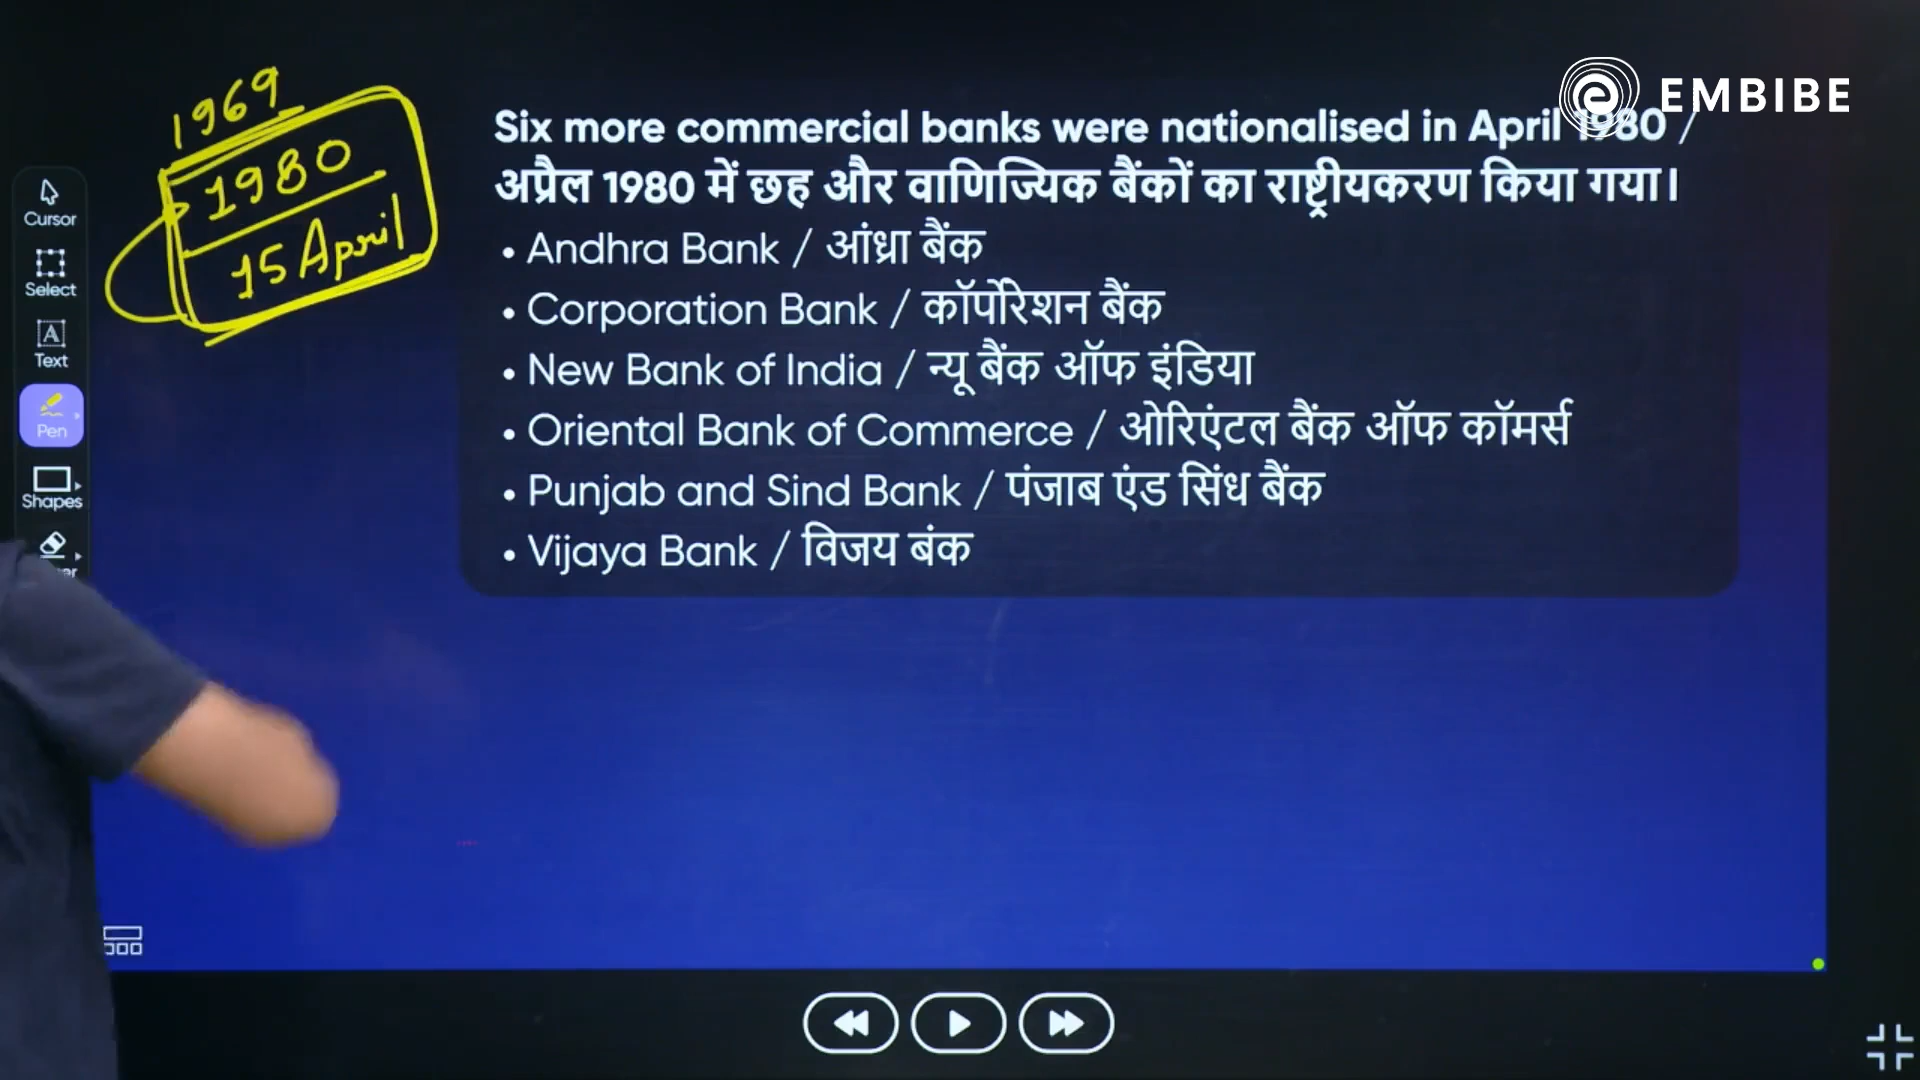 1969
1980
15 April
EMBIBE
Six more commercial banks were nationalised in April 1980 /
अप्रैल 1980 में छह और वाणिज्यिक बैंकों का राष्ट्रीयकरण किया गया।
• Andhra Bank / आंध्रा बैंक
• Corporation Bank / कॉर्पोरेशन बैंक
• New Bank of India / न्यू बैंक ऑफ इंडिया
• Oriental Bank of Commerce / ओरिएंटल बैंक ऑफ कॉमर्स
• Punjab and Sind Bank / पंजाब एंड सिंध बैंक
• Vijaya Bank / विजय बंक
Cursor
Select
A
Text
Pen
Shapes